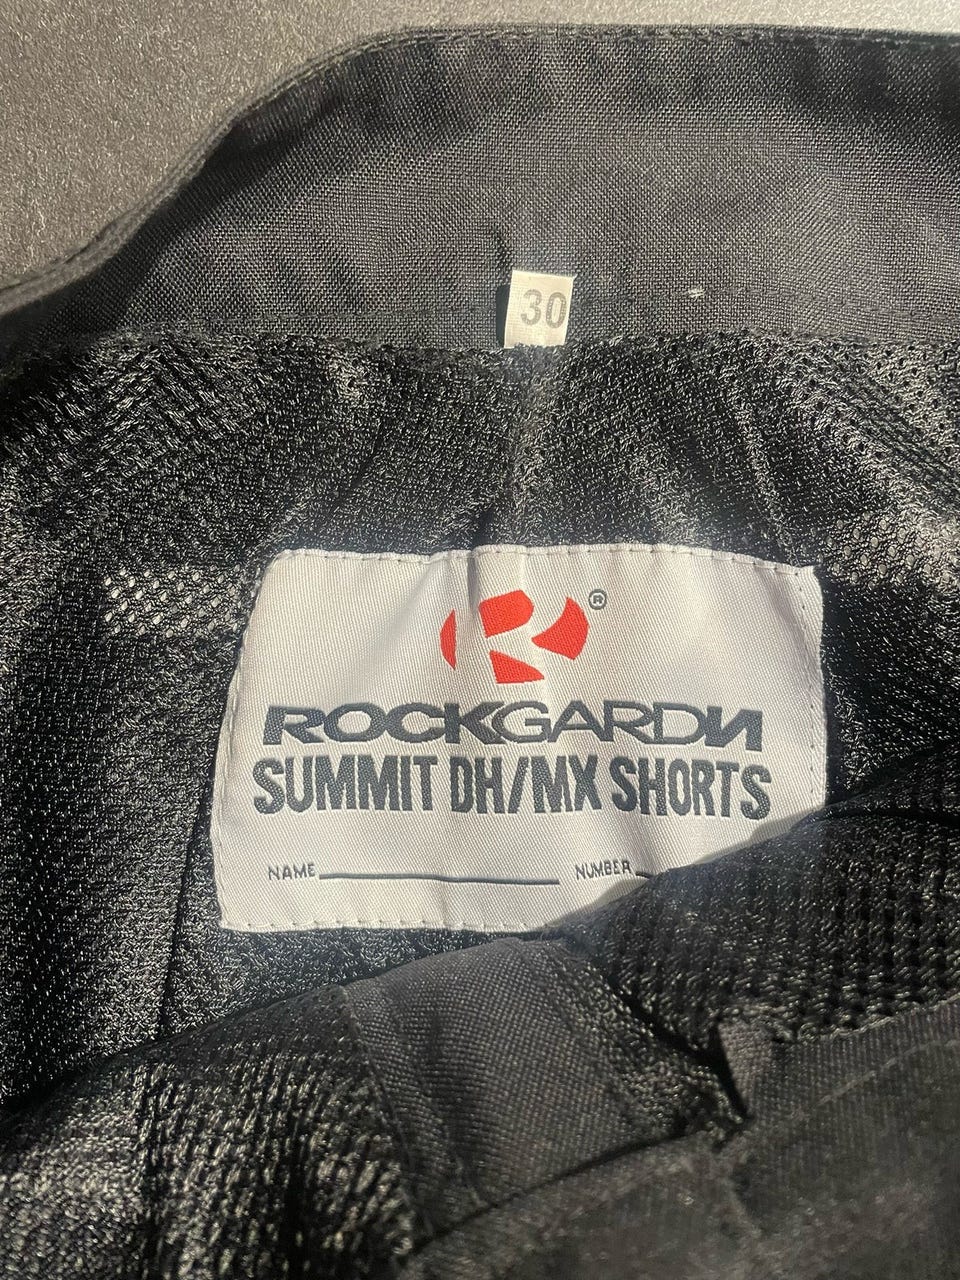 30
®
ROCKGARDN
SUMMIT DH/MX SHORTS
NAME NUMBER